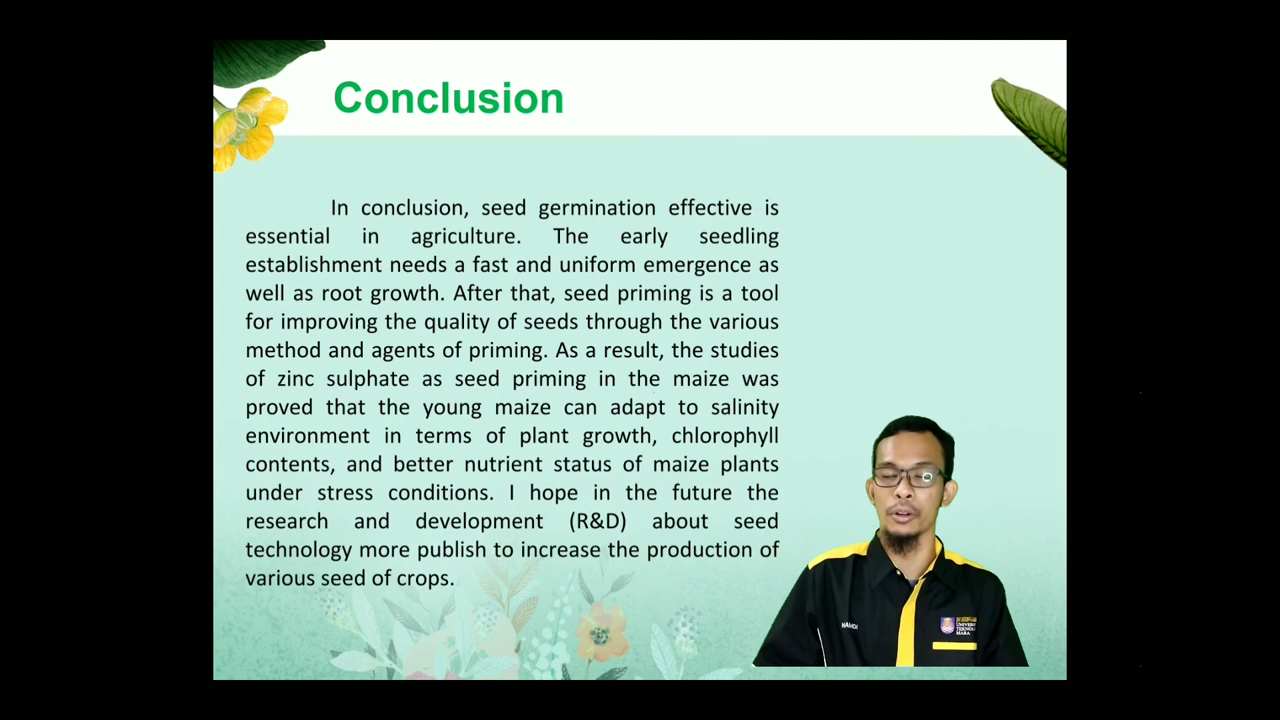 Conclusion
In conclusion, seed germination effective is
essential in agriculture. The early seedling
establishment needs a fast and uniform emergence as
well as root growth. After that, seed priming is a tool
for improving the quality of seeds through the various
method and agents of priming. As a result, the studies
of zinc sulphate as seed priming in the maize was
proved that the young maize can adapt to salinity
environment in terms of plant growth, chlorophyll
contents, and better nutrient status of maize plants
under stress conditions. I hope in the future the
research and development (R&D) about seed
technology more publish to increase the production of
various seed of crops.
TEKNOLO
MARA